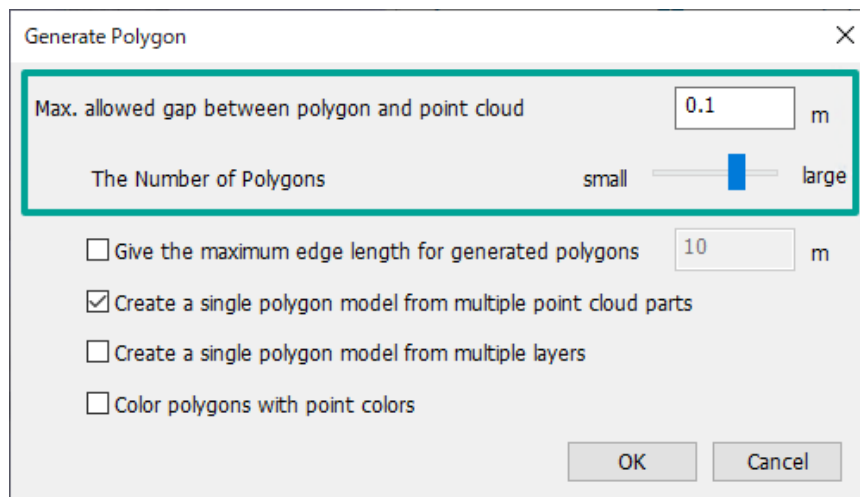 Generate Polygon
Max. allowed gap between polygon and point cloud 0.1 m
The Number of Polygons small large
Give the maximum edge length for generated polygons 10 m
Create a single polygon model from multiple point cloud parts
Create a single polygon model from multiple layers
Color polygons with point colors
OK Cancel